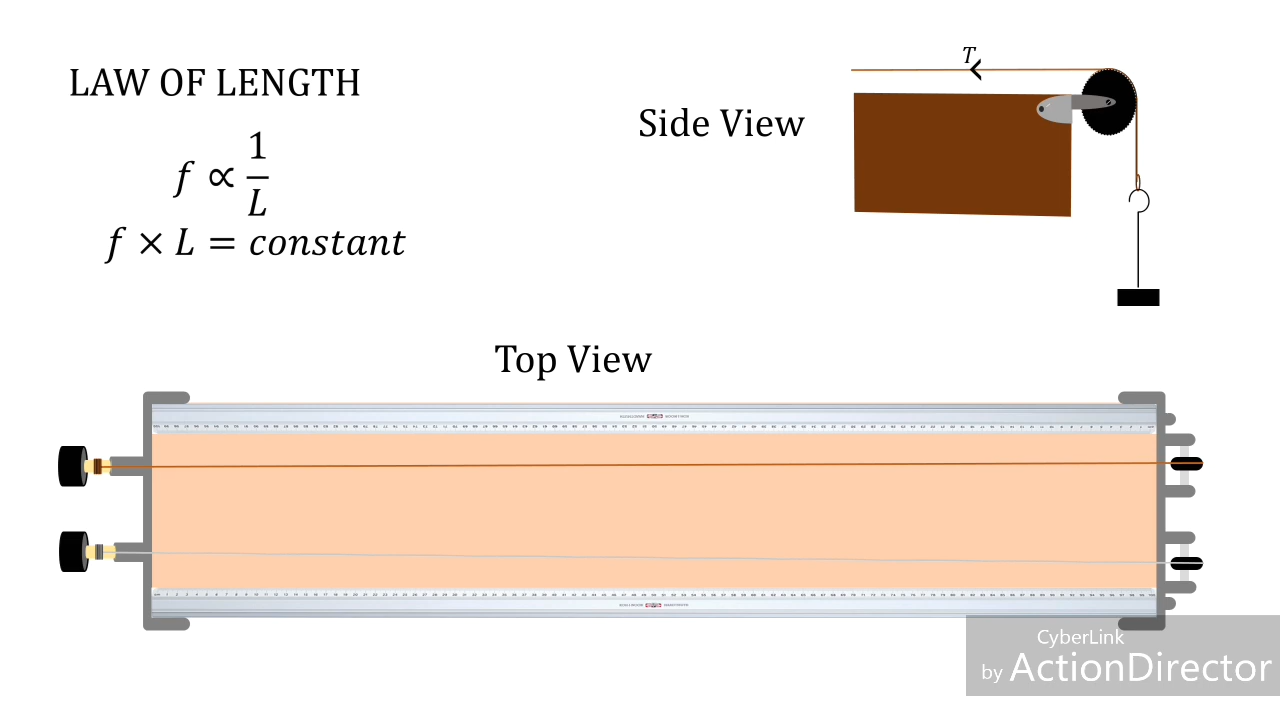 LAW OF LENGTH
f ∝ 1/L
f × L = constant
Side View
T
Top View
CyberLink
by ActionDirector